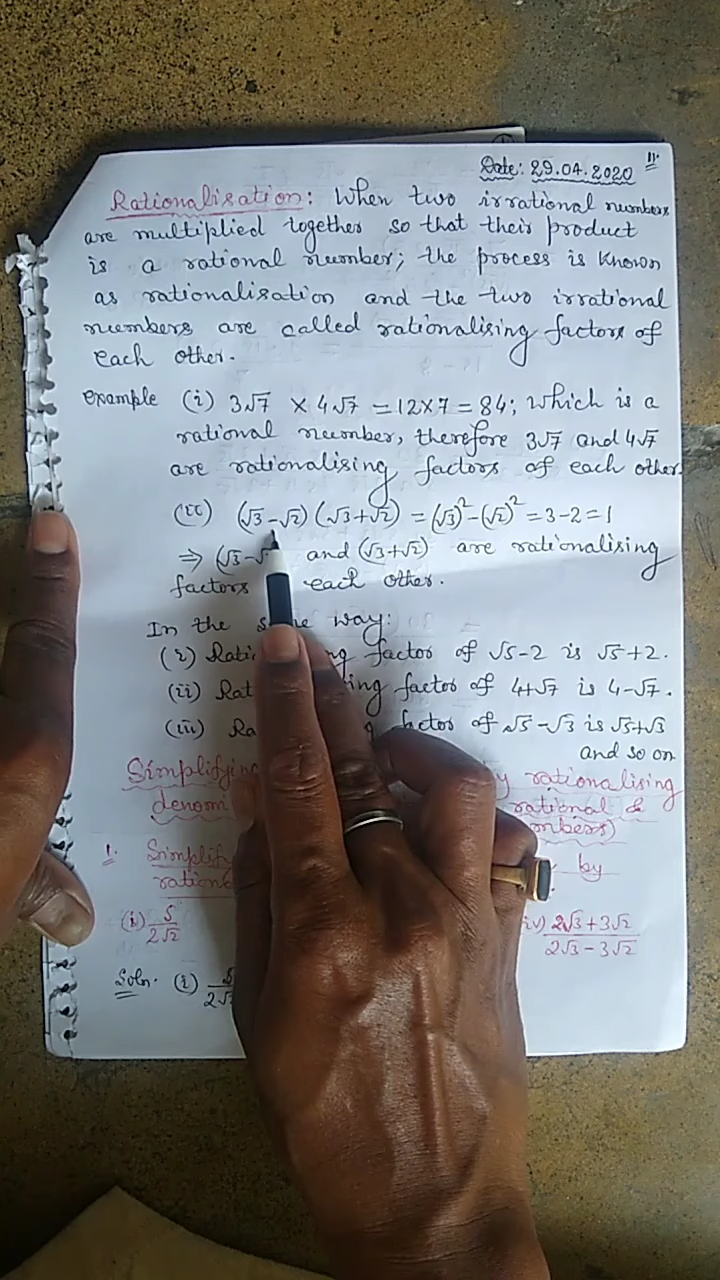 Date: 29.04.2020
Rationalisation: When two irrational numbers
are multiplied together so that their product
is a rational number; the process is known
as rationalisation and the two irrational
numbers are called rationalising factors of
each other.
example (i) 3√7 × 4√7 = 12×7 = 84; which is a
rational number, therefore 3√7 and 4√7
are rationalising factors of each other.
(ii) (√3-√2) (√3+√2) = (√3)² - (√2)² = 3-2 = 1
⇒ (√3-√ and (√3+√2) are rationalising
factors each other.
In the way:
(i) factor of √5-2 is √5+2.
(ii) factor of 4+√7 is 4-√7.
(iii) factor of √5-√3 is √5+√3
and so on
Simplifying by rationalising
rational &
1. by
(i) 5/2√2 (iv) 2√3+3√2/2√3-3√2
Soln. (i)